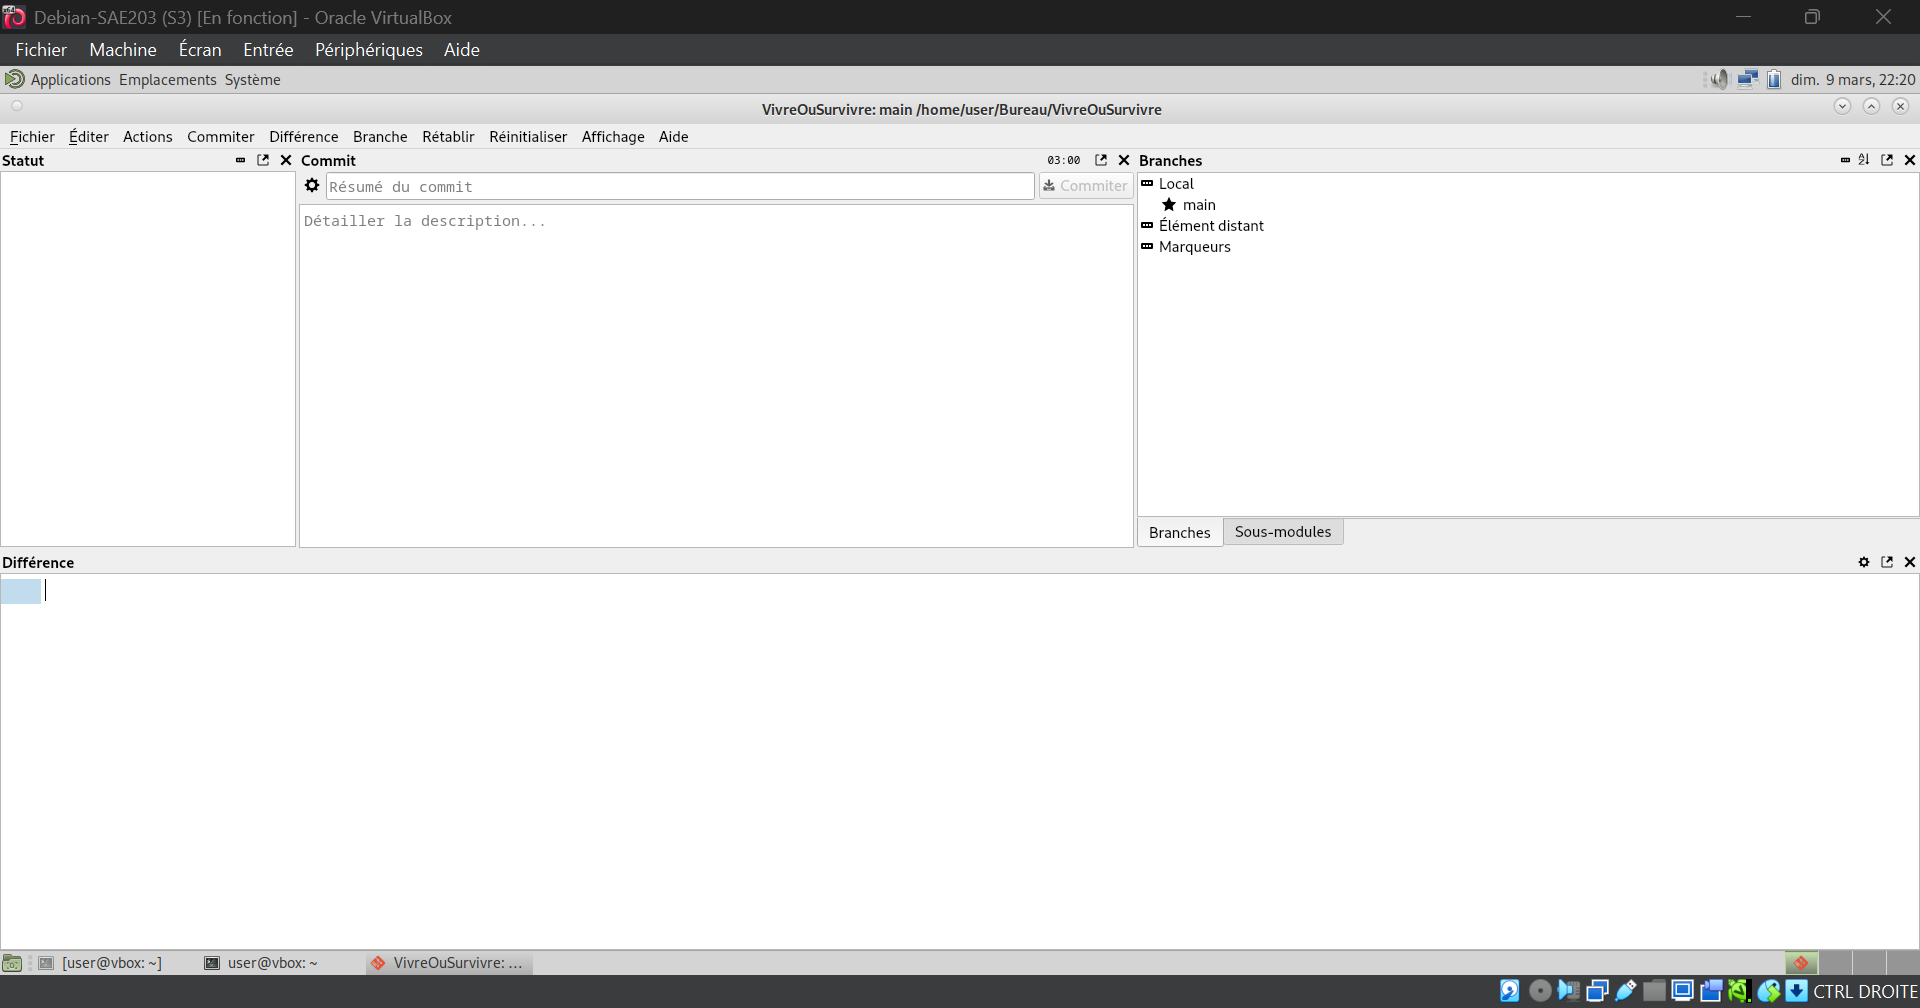 Debian-SAE203 (S3) [En fonction] - Oracle VirtualBox
Fichier Machine Écran Entrée Périphériques Aide
Applications Emplacements Système dim. 9 mars, 22:20
VivreOuSurvivre: main /home/user/Bureau/VivreOuSurvivre
Fichier Éditer Actions Commiter Différence Branche Rétablir Réinitialiser Affichage Aide
Statut Commit 03:00 Branches
Résumé du commit Commiter
Détailler la description...
Local
main
Élément distant
Marqueurs
Branches Sous-modules
Différence
[user@vbox: ~] user@vbox: ~ VivreOuSurvivre: ...
CTRL DROITE